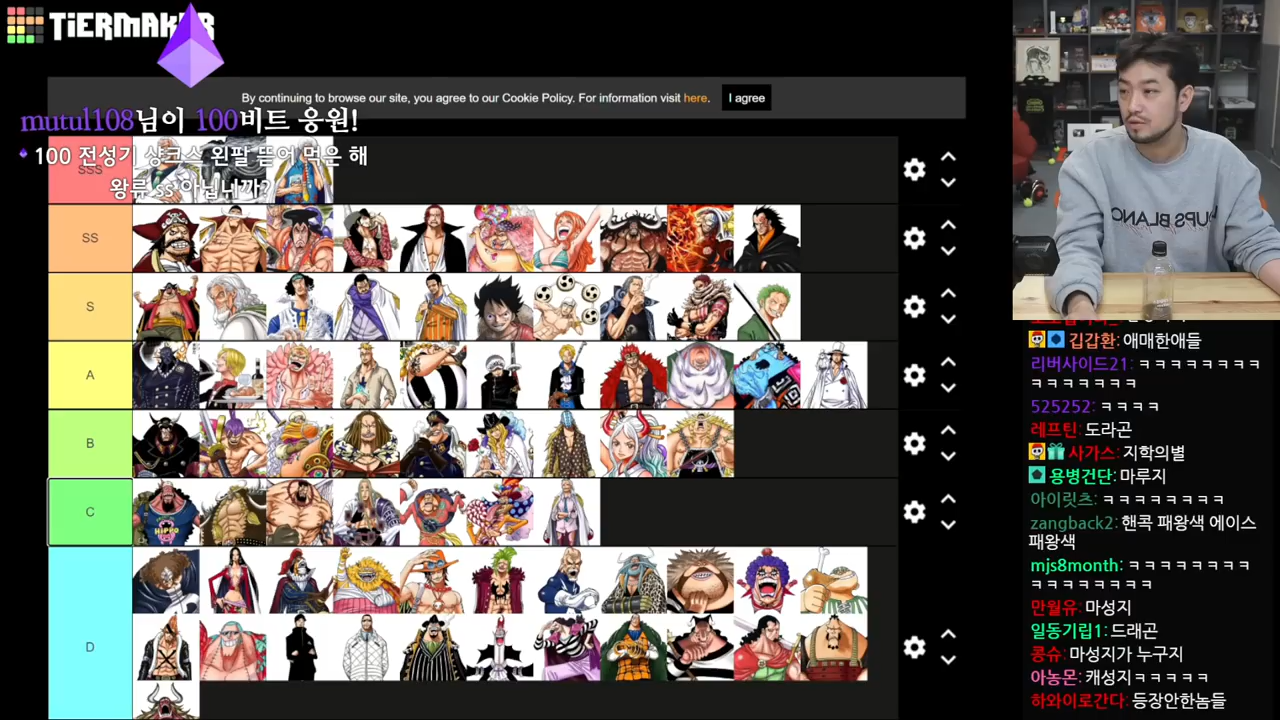 TiERMAKER
By continuing to browse our site, you agree to our Cookie Policy. For information visit here.
I agree
mutul108님이 100비트 응원!
100 전성기 샹크스 왼팔 뜯어 먹은 해
왕류 ss 아닙니까?
SSS
SS
S
A
B
C
D
HIPPO
김갑환: 애매한애들
리버사이드21: ㅋㅋㅋㅋㅋㅋㅋㅋ
ㅋㅋㅋㅋㅋㅋㅋ
525252: ㅋㅋㅋㅋ
레프틴: 도라곤
사가스: 지학의별
용병건단: 마루지
아이릿츠: ㅋㅋㅋㅋㅋㅋㅋㅋ
zangback2: 핸콕 패왕색 에이스
패왕색
mjs8month: ㅋㅋㅋㅋㅋㅋㅋㅋ
ㅋㅋㅋㅋㅋㅋㅋㅋ
만월유: 마성지
일동기립1: 드래곤
콩슈: 마성지가 누구지
아농몬: 캐성지ㅋㅋㅋㅋㅋ
하와이로간다: 등장안한놈들